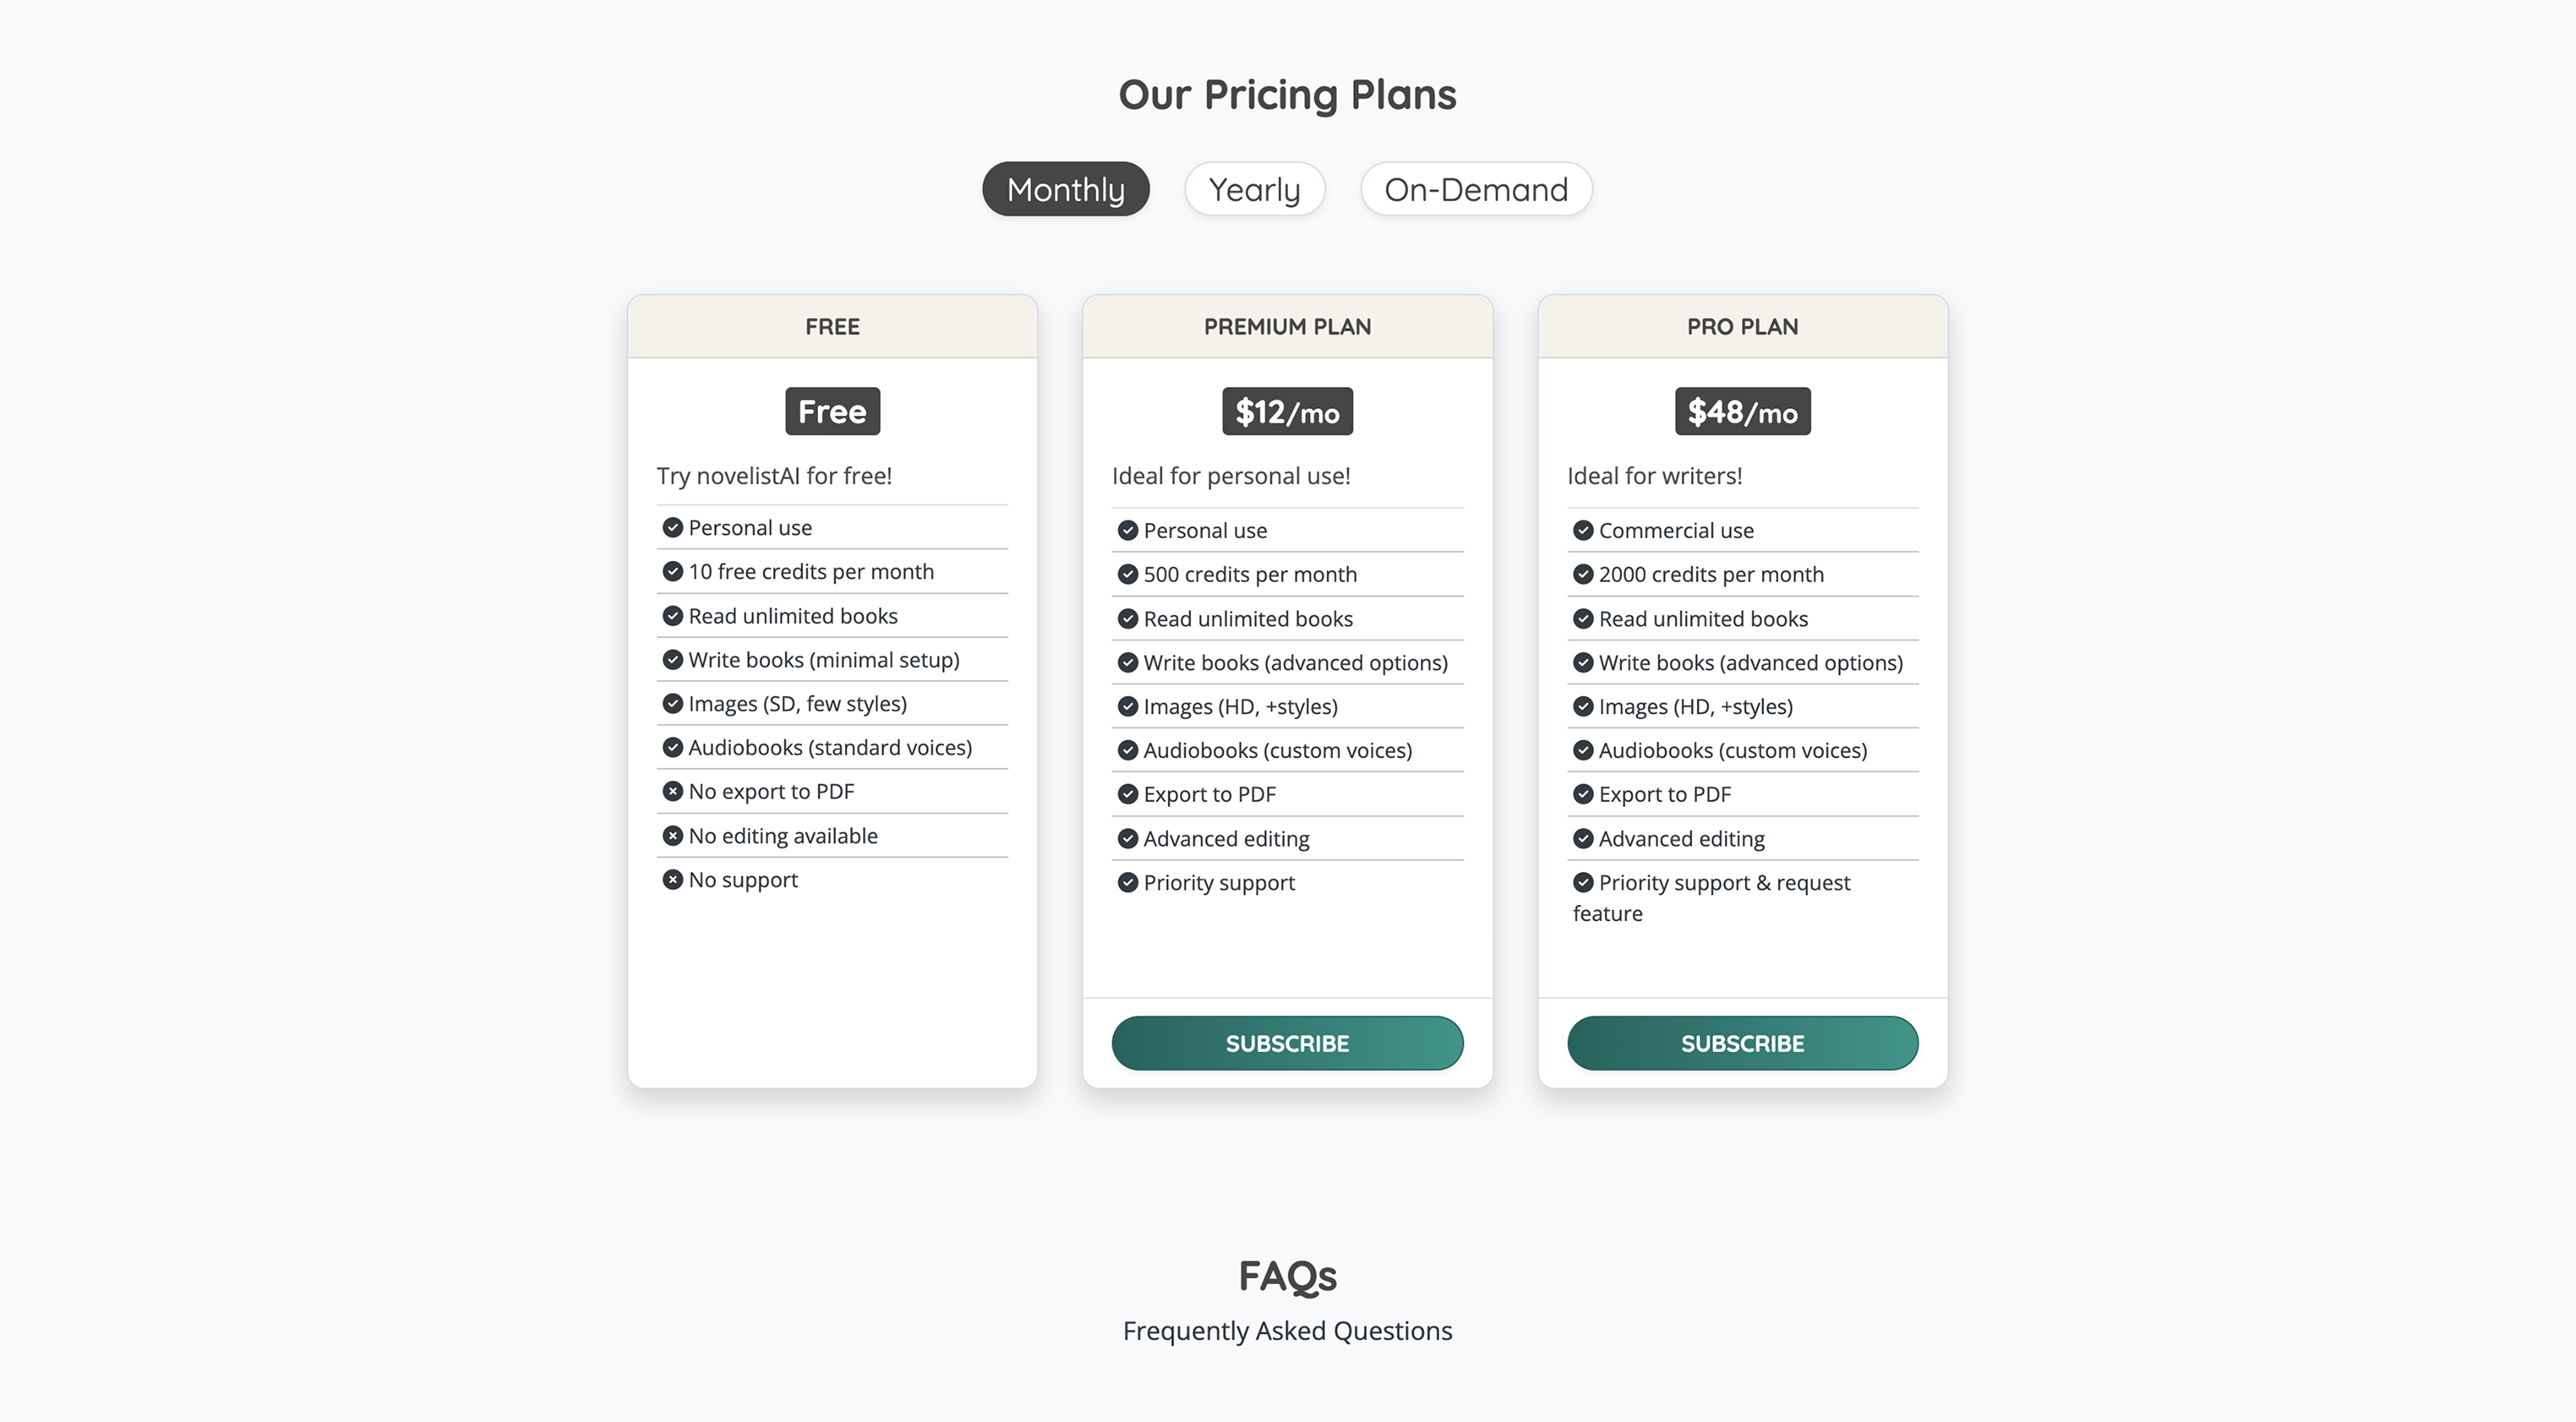 Our Pricing Plans
Monthly
Yearly
On-Demand
FREE
Free
Try novelistAI for free!
Personal use
10 free credits per month
Read unlimited books
Write books (minimal setup)
Images (SD, few styles)
Audiobooks (standard voices)
No export to PDF
No editing available
No support
PREMIUM PLAN
$12/mo
Ideal for personal use!
Personal use
500 credits per month
Read unlimited books
Write books (advanced options)
Images (HD, +styles)
Audiobooks (custom voices)
Export to PDF
Advanced editing
Priority support
SUBSCRIBE
PRO PLAN
$48/mo
Ideal for writers!
Commercial use
2000 credits per month
Read unlimited books
Write books (advanced options)
Images (HD, +styles)
Audiobooks (custom voices)
Export to PDF
Advanced editing
Priority support & request
feature
SUBSCRIBE
FAQs
Frequently Asked Questions